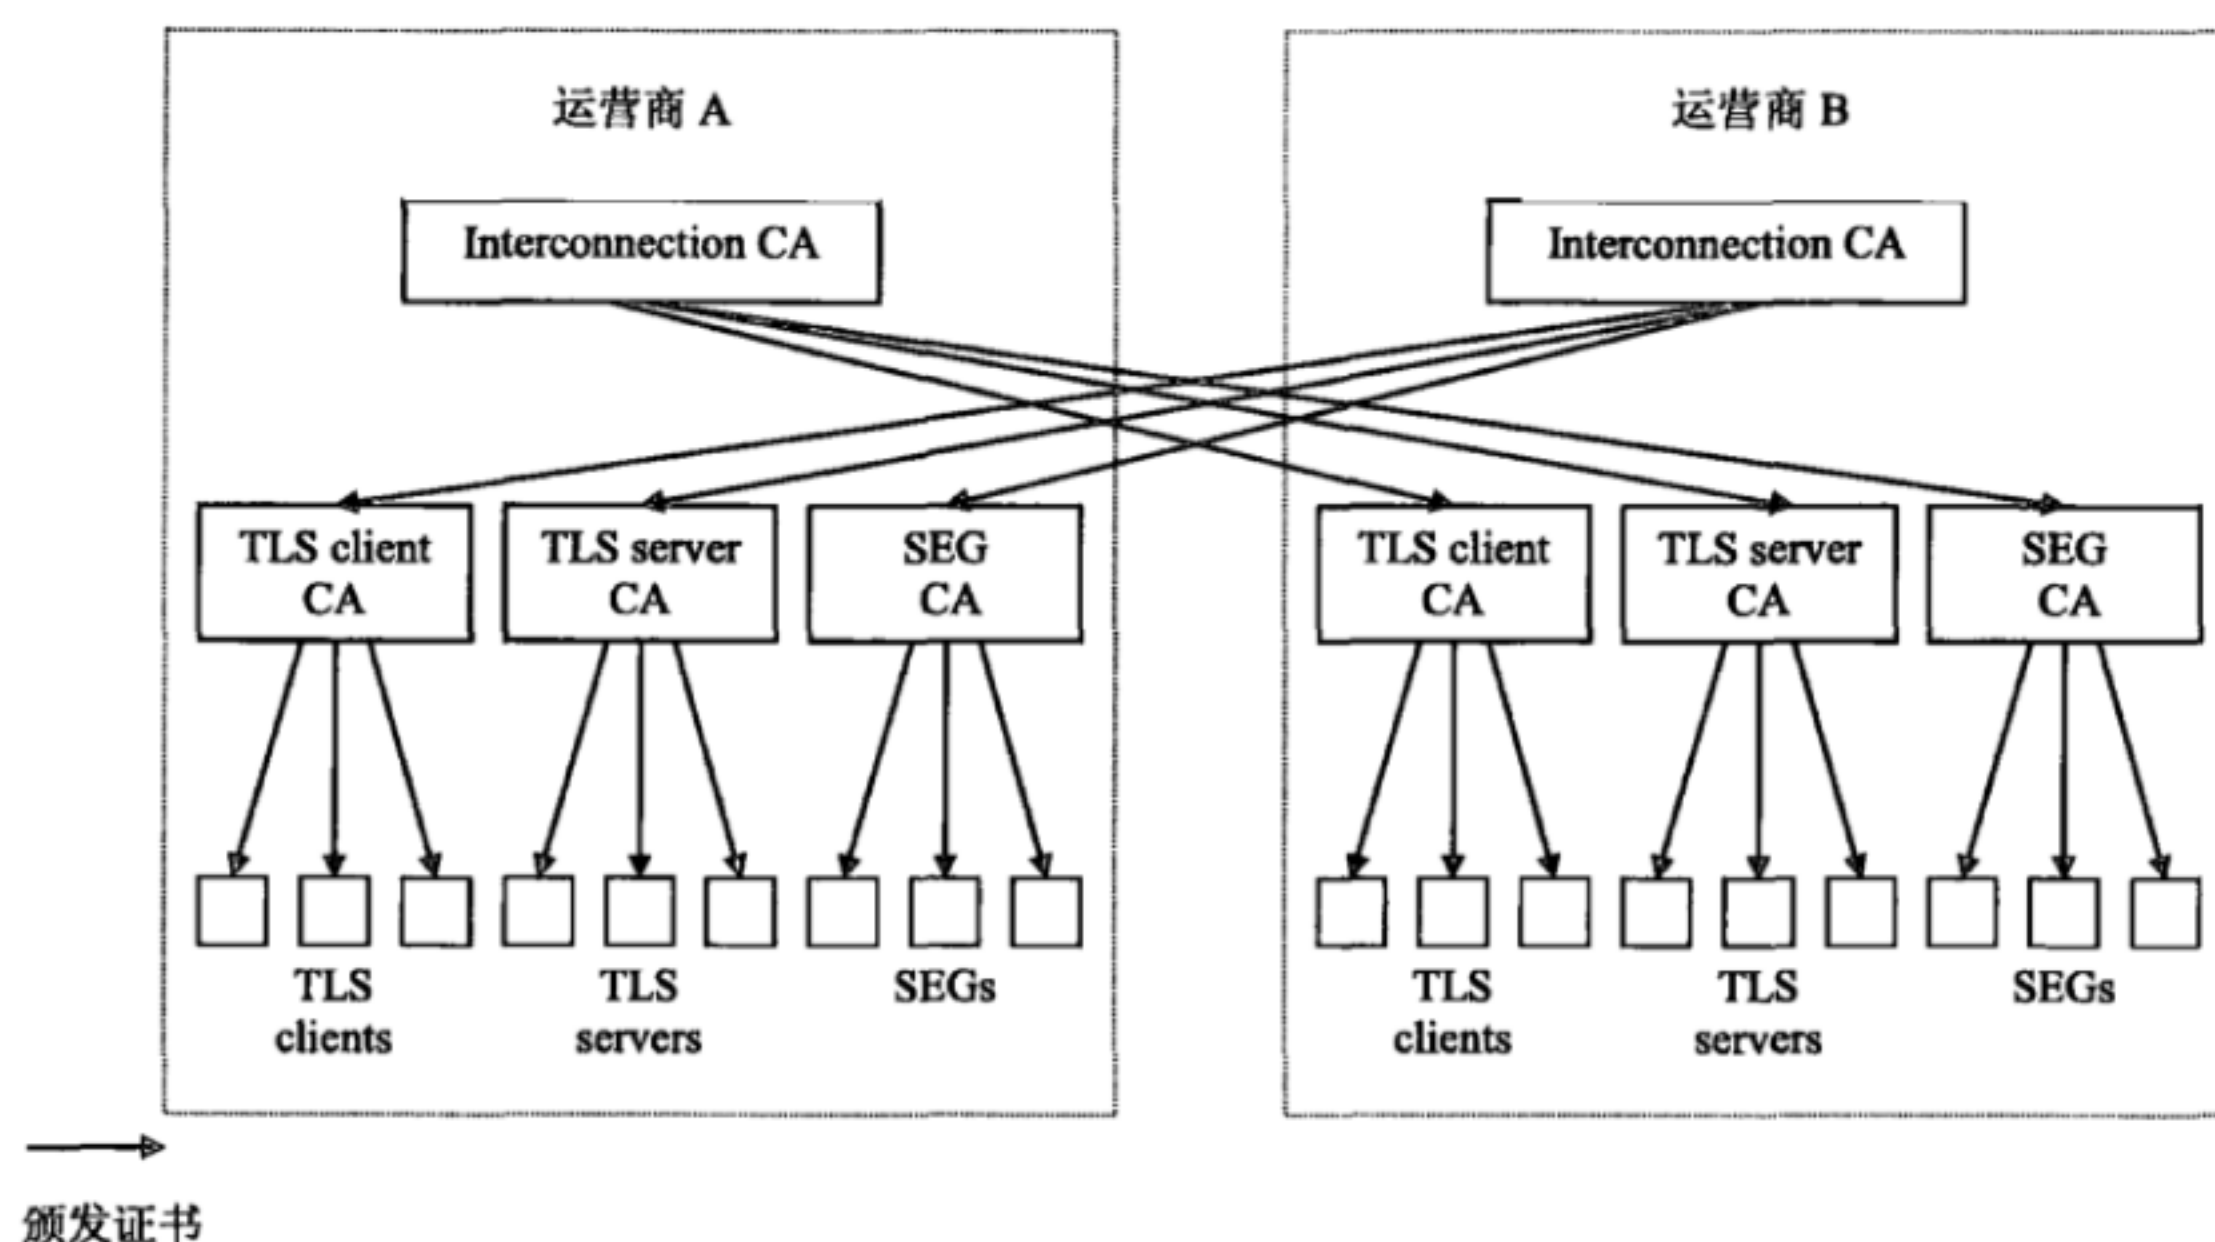 运营商 A
Interconnection CA
TLS client
CA
TLS server
CA
SEG
CA
TLS
clients
TLS
servers
SEGs
运营商 B
Interconnection CA
TLS client
CA
TLS server
CA
SEG
CA
TLS
clients
TLS
servers
SEGs
颁发证书